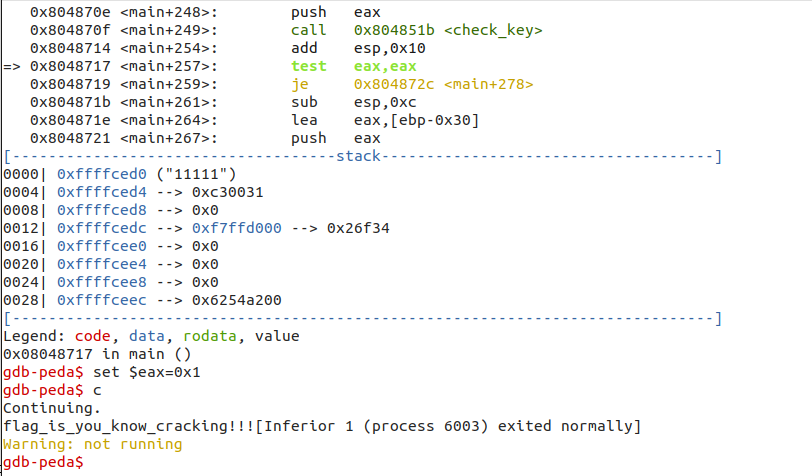 0x804870e <main+248>:        push   eax
   0x804870f <main+249>:        call   0x804851b <check_key>
   0x8048714 <main+254>:        add    esp,0x10
=> 0x8048717 <main+257>:        test   eax,eax
   0x8048719 <main+259>:        je     0x804872c <main+278>
   0x804871b <main+261>:        sub    esp,0xc
   0x804871e <main+264>:        lea    eax,[ebp-0x30]
   0x8048721 <main+267>:        push   eax
[------------------------------------stack-------------------------------------]
0000| 0xffffced0 ("11111")
0004| 0xffffced4 --> 0xc30031
0008| 0xffffced8 --> 0x0
0012| 0xffffcedc --> 0xf7ffd000 --> 0x26f34
0016| 0xffffcee0 --> 0x0
0020| 0xffffcee4 --> 0x0
0024| 0xffffcee8 --> 0x0
0028| 0xffffceec --> 0x6254a200
[------------------------------------------------------------------------------]
Legend: code, data, rodata, value
0x08048717 in main ()
gdb-peda$ set $eax=0x1
gdb-peda$ c
Continuing.
flag_is_you_know_cracking!!![Inferior 1 (process 6003) exited normally]
Warning: not running
gdb-peda$